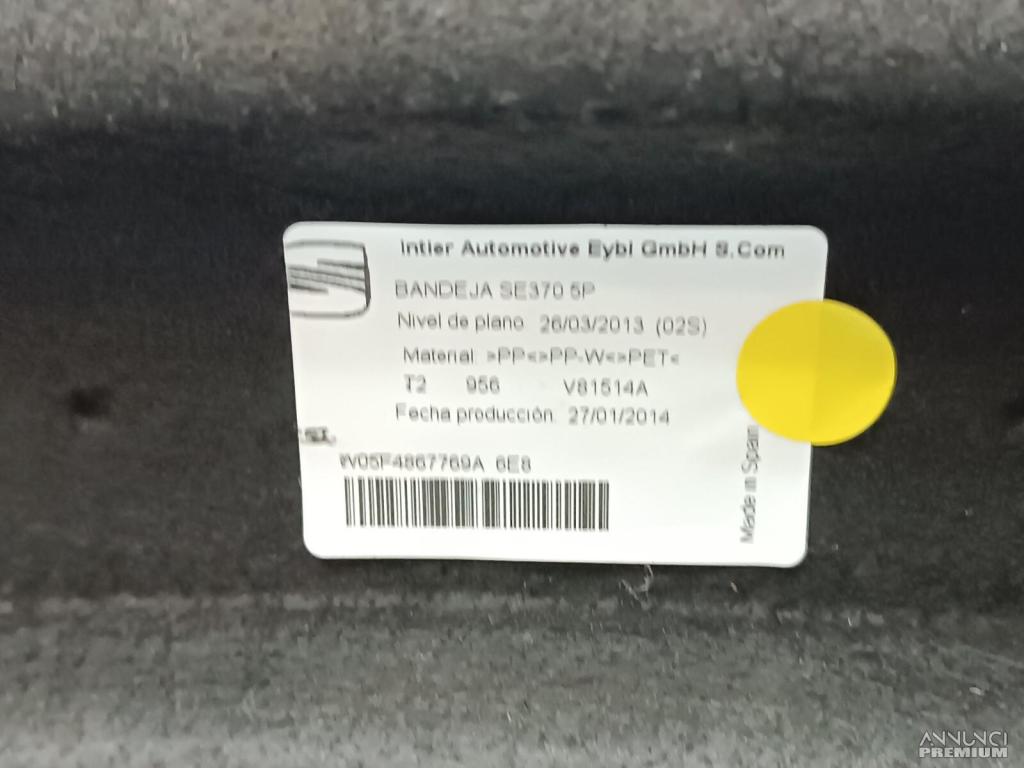 Intier Automotive Eybl GmbH S.Com
BANDEJA SE370 5P
Nivel de plano 26/03/2013 (02S)
Material: >PP<>PP-W<>PET<
T2 956 V81514A
Fecha producción 27/01/2014
W05F4867769A 6E8
Made in Spain
ANNUNCI
PREMIUM